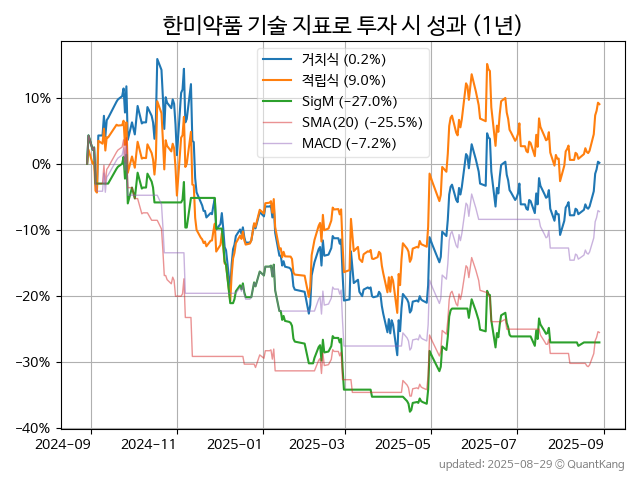 한미약품 기술 지표로 투자 시 성과 (1년)
거치식 (0.2%)
적립식 (9.0%)
SigM (−27.0%)
SMA(20) (−25.5%)
MACD (−7.2%)
10%
0%
−10%
−20%
−30%
−40%
2024-09 2024-11 2025-01 2025-03 2025-05 2025-07 2025-09
updated: 2025-08-29 © QuantKang